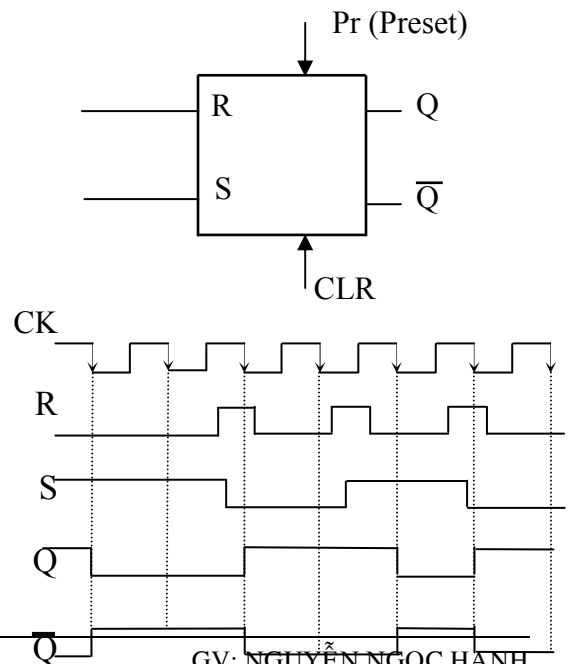 Pr (Preset)
R
Q
S
Q̅
CLR
CK
R
S
Q
Q̅
GV: NGUYỄN NGỌC HẠNH